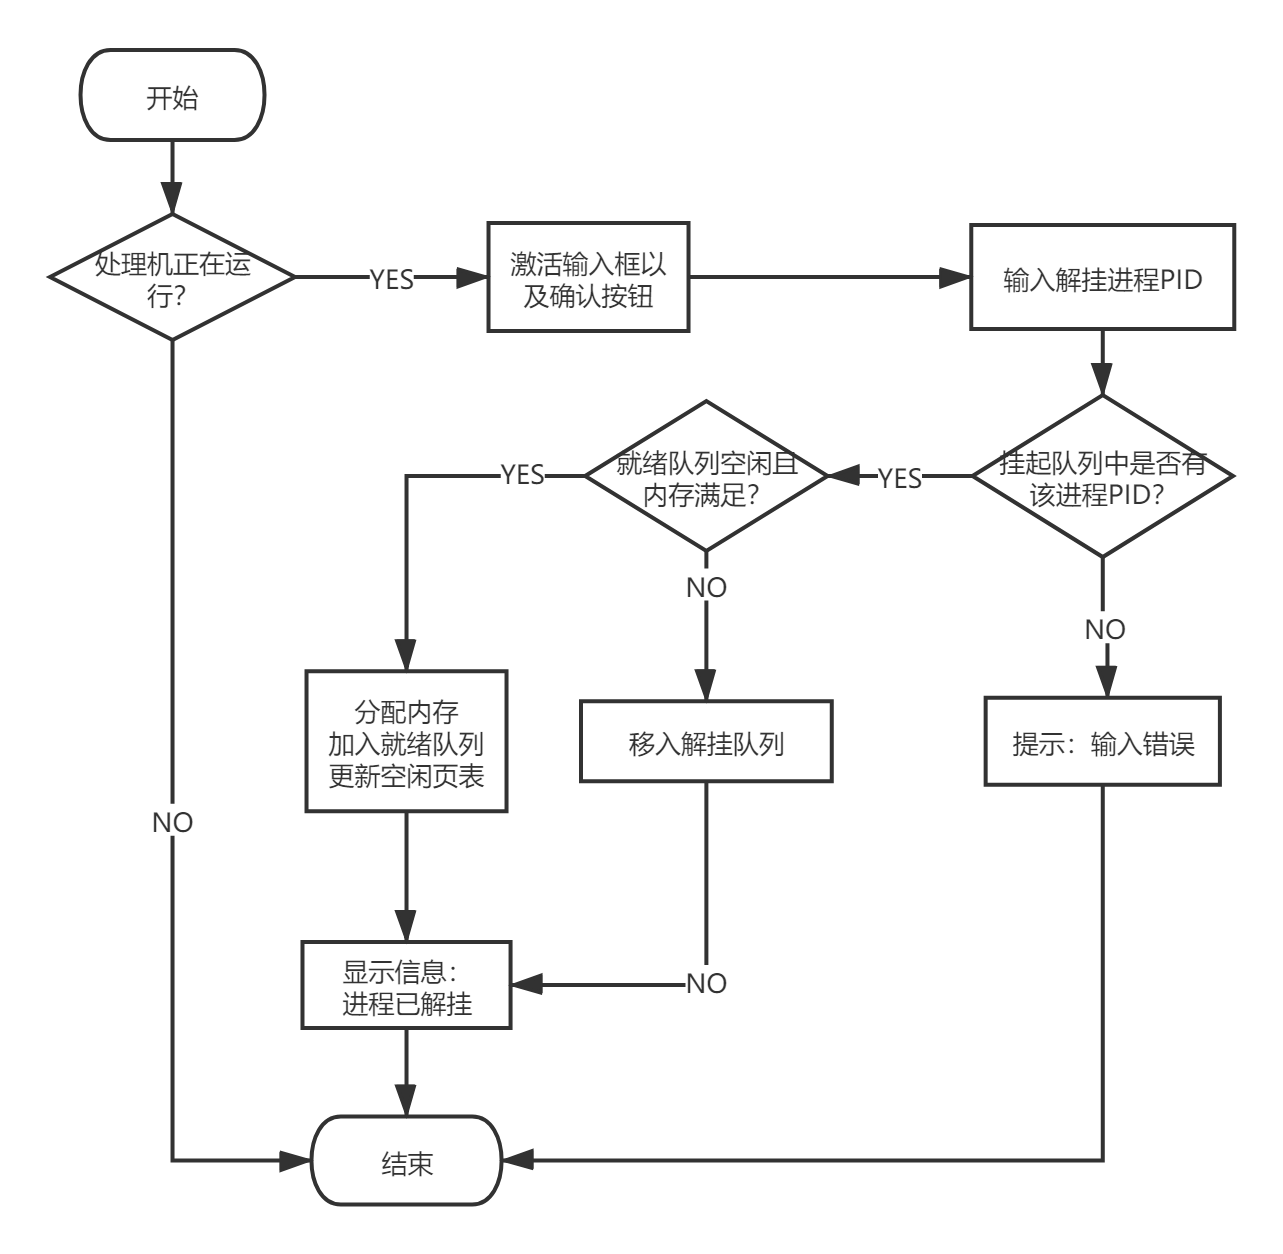 开始
处理机正在运
行？
YES
激活输入框以
及确认按钮
输入解挂进程PID
挂起队列中是否有
该进程PID？
YES
就绪队列空闲且
内存满足？
YES
NO
NO
分配内存
加入就绪队列
更新空闲页表
移入解挂队列
提示：输入错误
NO
显示信息：
进程已解挂
NO
结束